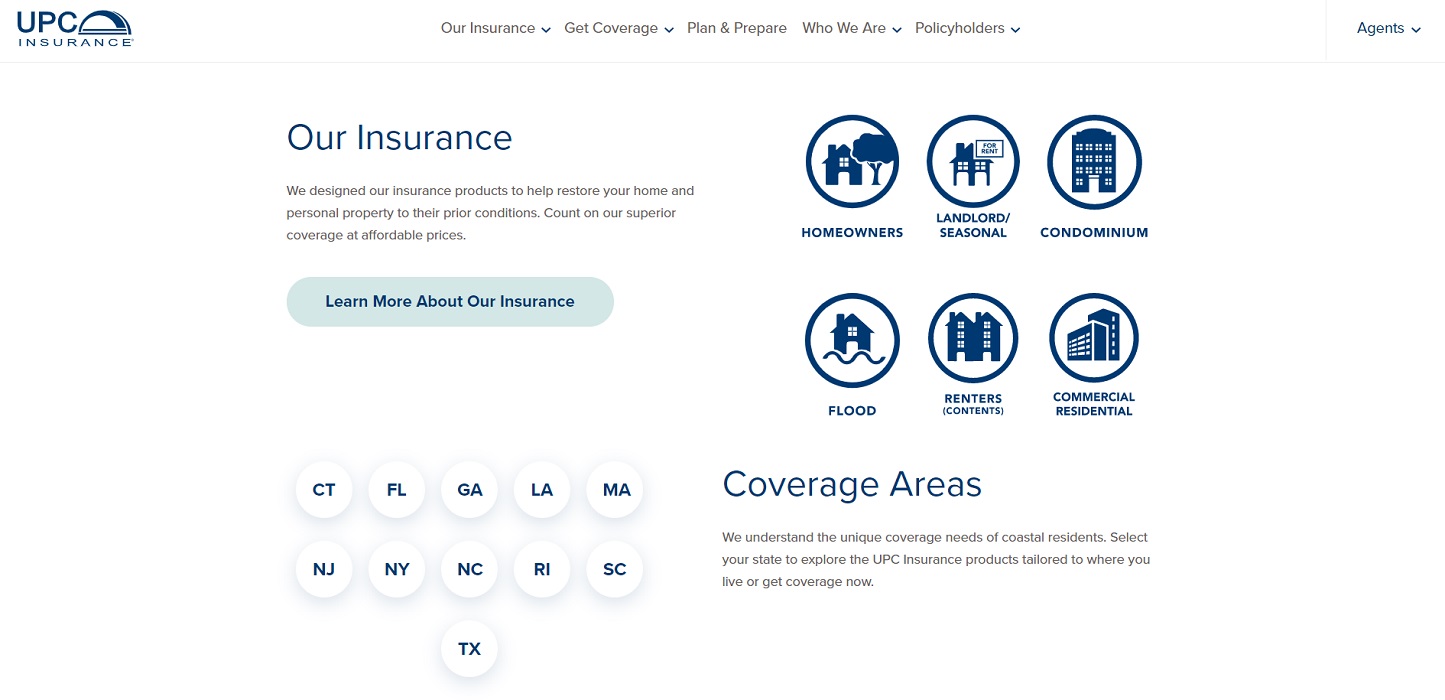 UPC
INSURANCE
Our Insurance
Get Coverage
Plan & Prepare
Who We Are
Policyholders
Agents
Our Insurance
We designed our insurance products to help restore your home and
personal property to their prior conditions. Count on our superior
coverage at affordable prices.
Learn More About Our Insurance
HOMEOWNERS
FOR
RENT
LANDLORD/
SEASONAL
CONDOMINIUM
FLOOD
RENTERS
(CONTENTS)
COMMERCIAL
RESIDENTIAL
CT
FL
GA
LA
MA
NJ
NY
NC
RI
SC
TX
Coverage Areas
We understand the unique coverage needs of coastal residents. Select
your state to explore the UPC Insurance products tailored to where you
live or get coverage now.